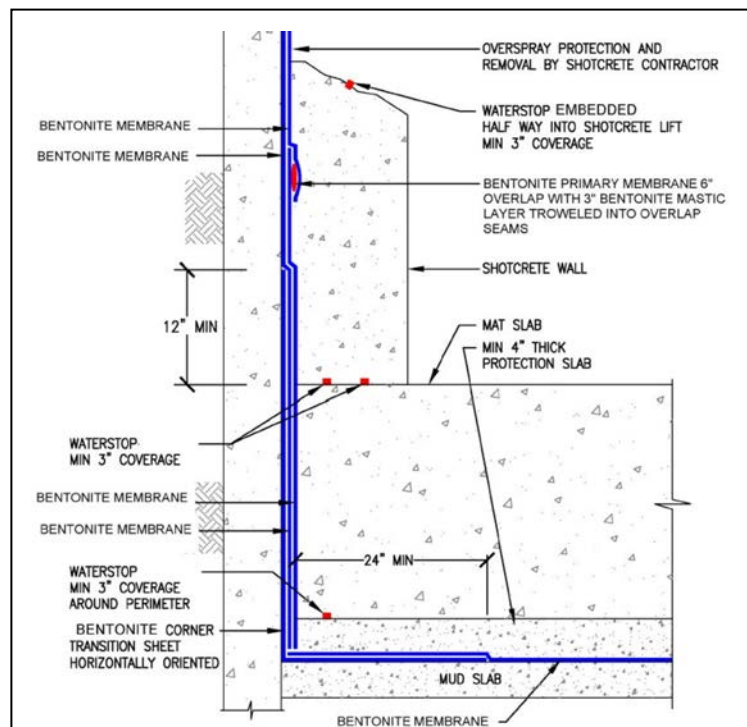 OVERSPRAY PROTECTION AND
REMOVAL BY SHOTCRETE CONTRACTOR
WATERSTOP EMBEDDED
HALF WAY INTO SHOTCRETE LIFT
MIN 3" COVERAGE
BENTONITE MEMBRANE
BENTONITE MEMBRANE
BENTONITE PRIMARY MEMBRANE 6"
OVERLAP WITH 3" BENTONITE MASTIC
LAYER TROWELED INTO OVERLAP
SEAMS
SHOTCRETE WALL
12" MIN
MAT SLAB
MIN 4" THICK
PROTECTION SLAB
WATERSTOP
MIN 3" COVERAGE
BENTONITE MEMBRANE
BENTONITE MEMBRANE
24" MIN
WATERSTOP
MIN 3" COVERAGE
AROUND PERIMETER
BENTONITE CORNER
TRANSITION SHEET
HORIZONTALLY ORIENTED
MUD SLAB
BENTONITE MEMBRANE